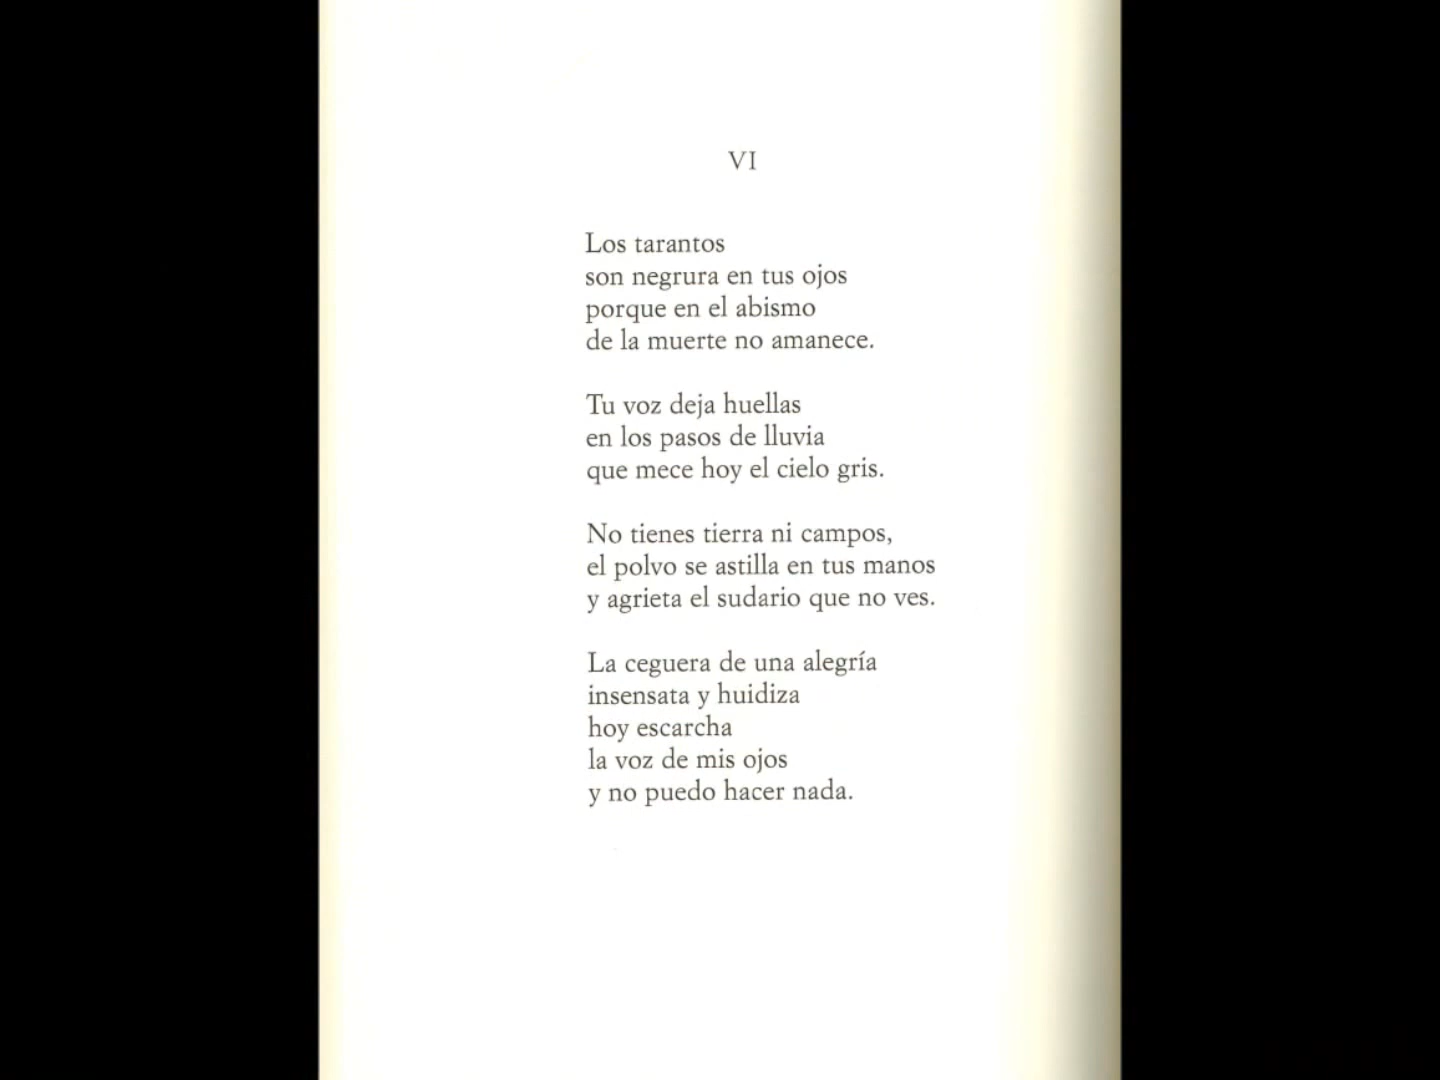 VI
Los tarantos
son negrura en tus ojos
porque en el abismo
de la muerte no amanece.
Tu voz deja huellas
en los pasos de lluvia
que mece hoy el cielo gris.
No tienes tierra ni campos,
el polvo se astilla en tus manos
y agrieta el sudario que no ves.
La ceguera de una alegría
insensata y huidiza
hoy escarcha
la voz de mis ojos
y no puedo hacer nada.